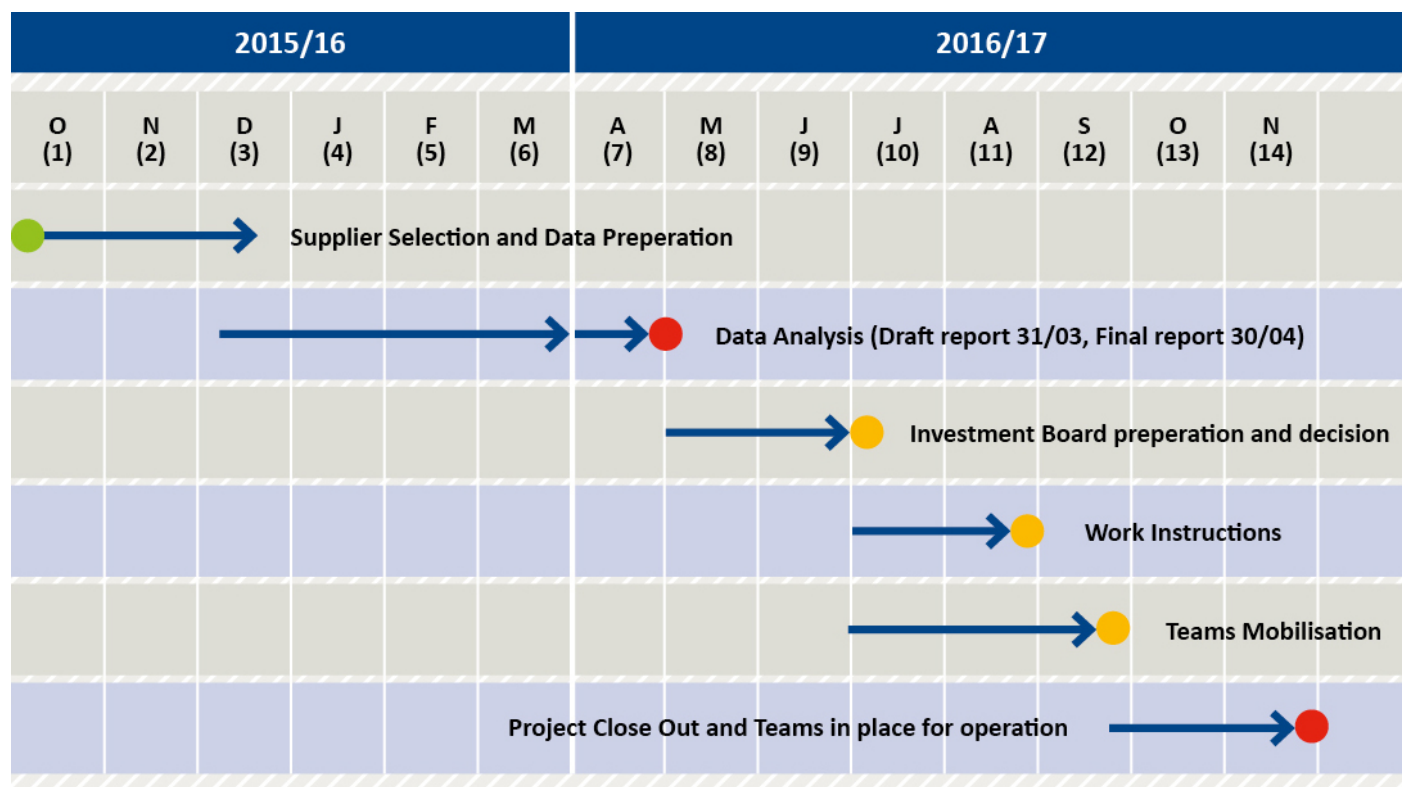 2015/16 2016/17
O N D J F M A M J J A S O N
(1) (2) (3) (4) (5) (6) (7) (8) (9) (10) (11) (12) (13) (14)
Supplier Selection and Data Preperation
Data Analysis (Draft report 31/03, Final report 30/04)
Investment Board preperation and decision
Work Instructions
Teams Mobilisation
Project Close Out and Teams in place for operation